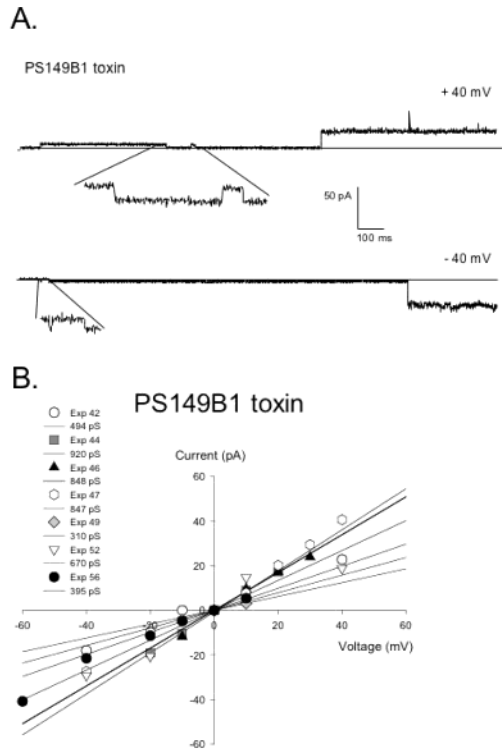 A.
PS149B1 toxin
+ 40 mV
50 pA
100 ms
- 40 mV
B.
PS149B1 toxin
Exp 42
494 pS
Exp 44
920 pS
Exp 46
848 pS
Exp 47
847 pS
Exp 49
310 pS
Exp 52
670 pS
Exp 56
395 pS
Current (pA)
60
40
20
0
-60 -40 -20 0 20 40 60
Voltage (mV)
-20
-40
-60